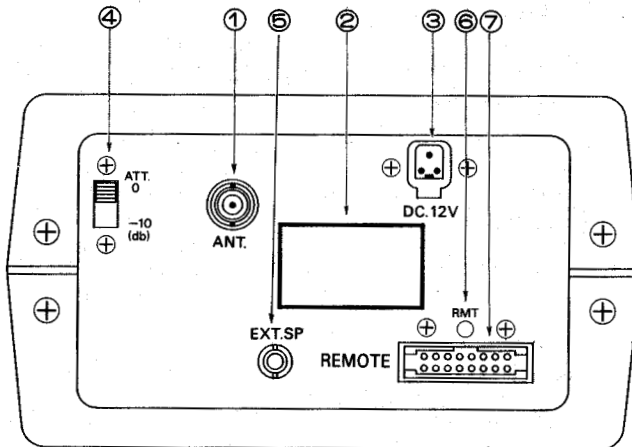 ④ ① ⑤ ② ③ ⑥ ⑦
ATT.
0
−10
(db)
ANT.
DC.12V
EXT.SP
RMT
REMOTE